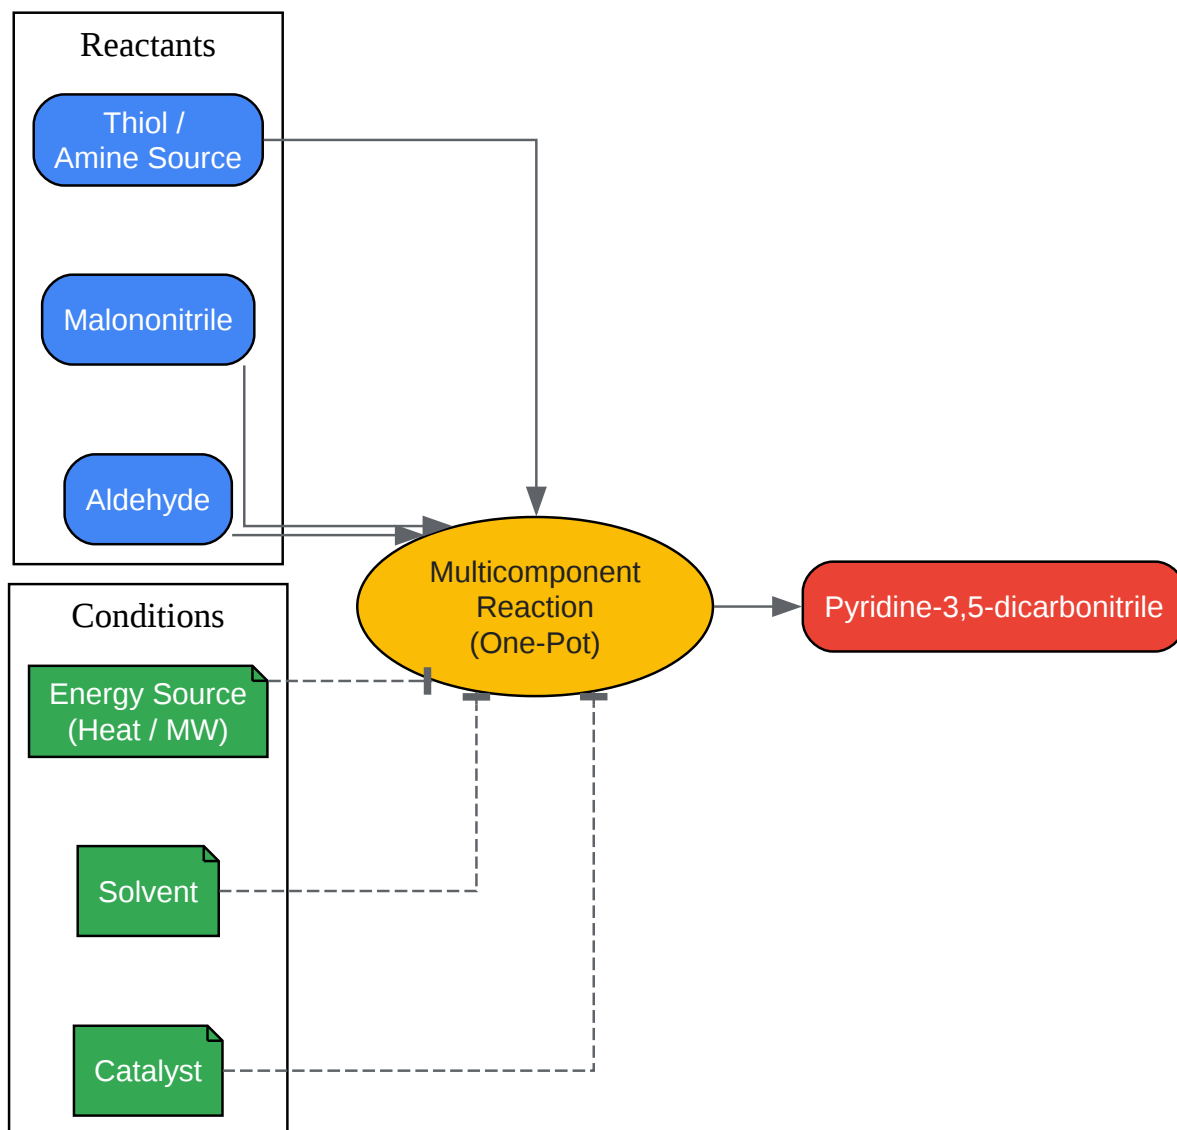 Reactants
Thiol /
Amine Source
Malononitrile
Aldehyde
Multicomponent
Reaction
(One-Pot)
Pyridine-3,5-dicarbonitrile
Conditions
Energy Source
(Heat / MW)
Solvent
Catalyst